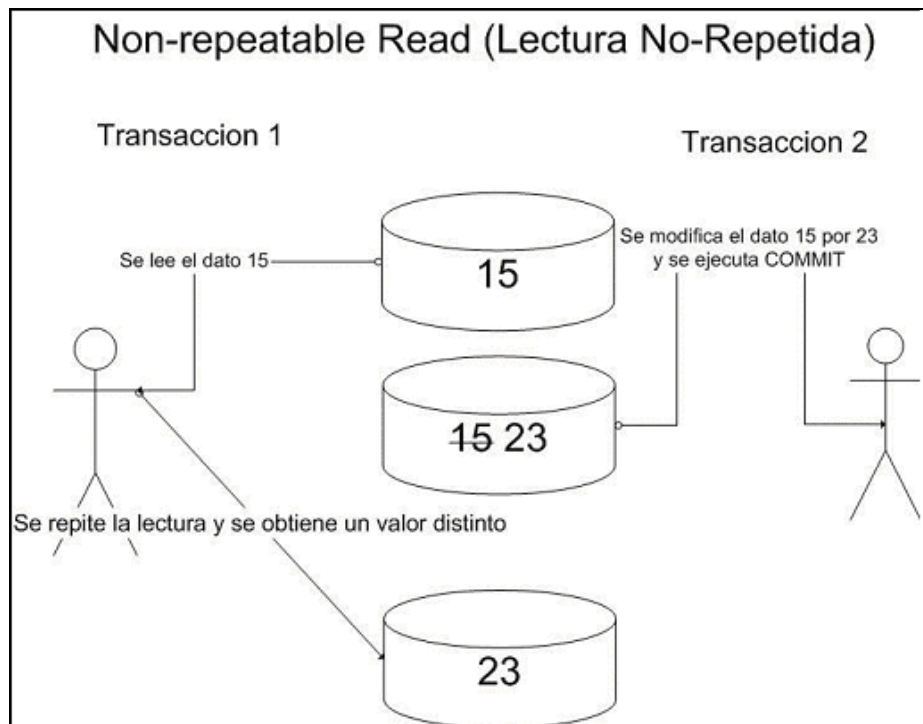 Non-repeatable Read (Lectura No-Repetida)
Transaccion 1
Transaccion 2
Se lee el dato 15
15
Se modifica el dato 15 por 23
y se ejecuta COMMIT
15 23
Se repite la lectura y se obtiene un valor distinto
23